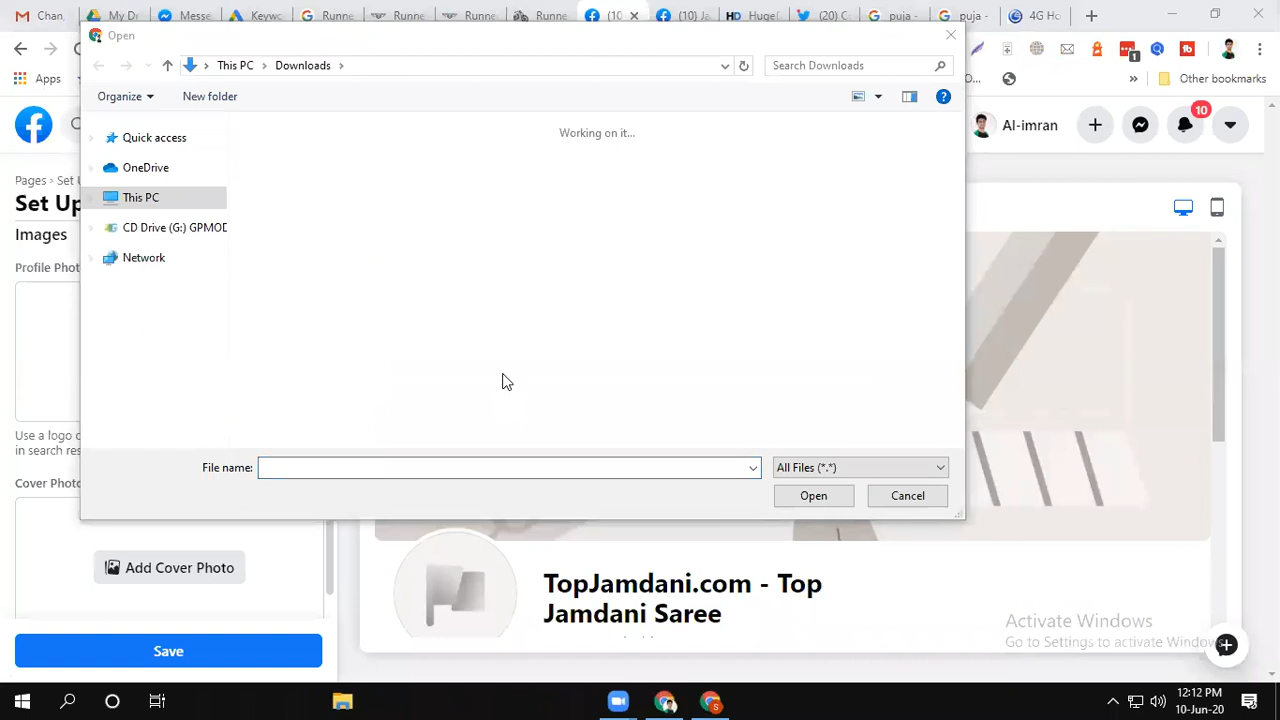 Chan,
My Dr
Messe
Keywo
Runne
Runne
Runne
Runne
(10
(10) Ja
HD
Hugef
(20) C
puja -
puja -
4G Ho
Open
This PC
Downloads
Search Downloads
Organize
New folder
1
Apps
O...
Other bookmarks
Quick access
OneDrive
This PC
CD Drive (G:) GPMOD
Network
Working on it...
File name:
All Files (*.*)
Open
Cancel
Al-imran
10
Pages
Set U
Set Up
Images
Profile Phot
Use a logo o
in search res
Cover Photo
Add Cover Photo
Save
TopJamdani.com - Top
Jamdani Saree
Activate Windows
Go to Settings to activate Windows.
S
12:12 PM
10-Jun-20